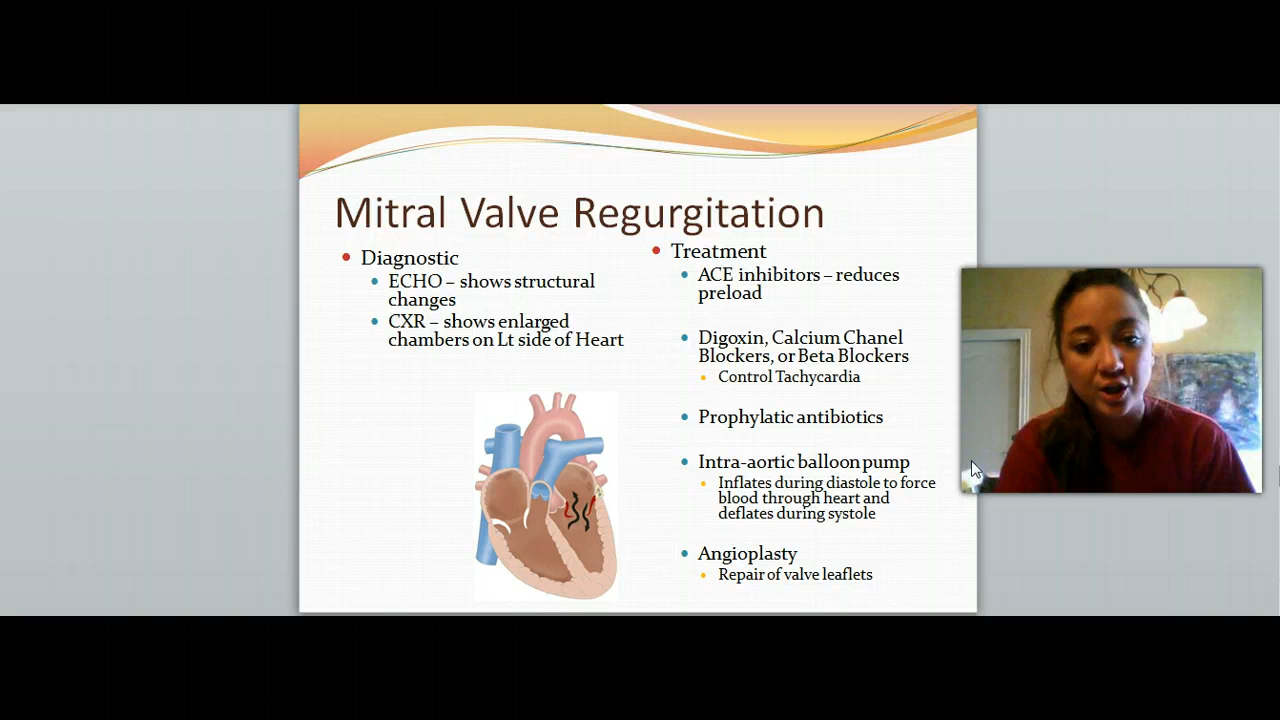 Mitral Valve Regurgitation
Diagnostic
ECHO – shows structural
changes
CXR – shows enlarged
chambers on Lt side of Heart
Treatment
ACE inhibitors – reduces
preload
Digoxin, Calcium Chanel
Blockers, or Beta Blockers
Control Tachycardia
Prophylatic antibiotics
Intra-aortic balloon pump
Inflates during diastole to force
blood through heart and
deflates during systole
Angioplasty
Repair of valve leaflets